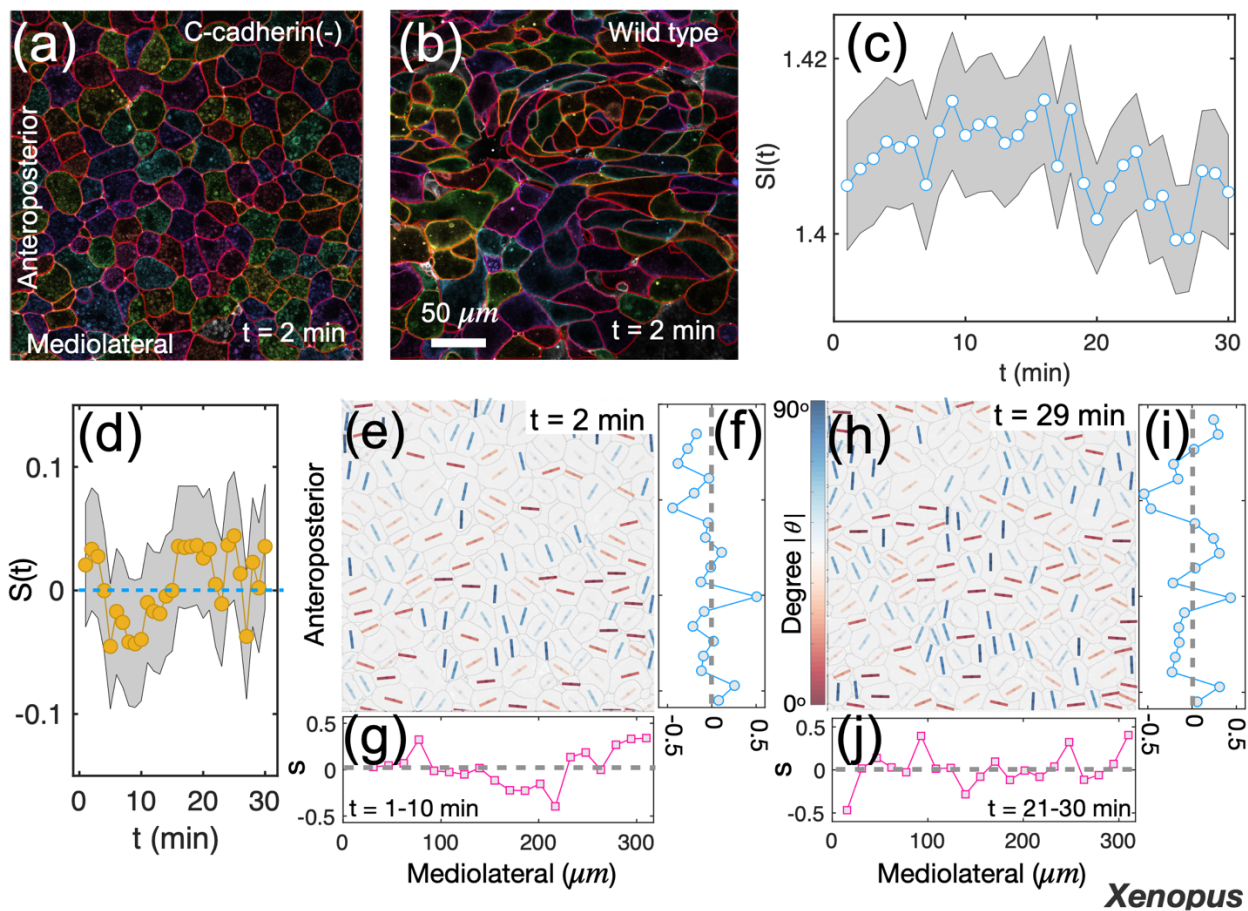 (a)
C-cadherin(-)
Anteroposterior
Mediolateral
t = 2 min
(b)
Wild type
50 μm
t = 2 min
(c)
SI(t)
1.42
1.4
0
10
20
30
t (min)
(d)
S(t)
0.1
0
-0.1
0
10
20
30
t (min)
(e)
t = 2 min
Anteroposterior
(f)
-0.5
0
0.5
(g)
s
0.5
0
-0.5
t = 1-10 min
0
100
200
300
Mediolateral (μm)
90°
Degree |θ|
0°
(h)
t = 29 min
(i)
-0.5
0
0.5
(j)
s
0.5
0
-0.5
t = 21-30 min
0
100
200
300
Mediolateral (μm)
Xenopus